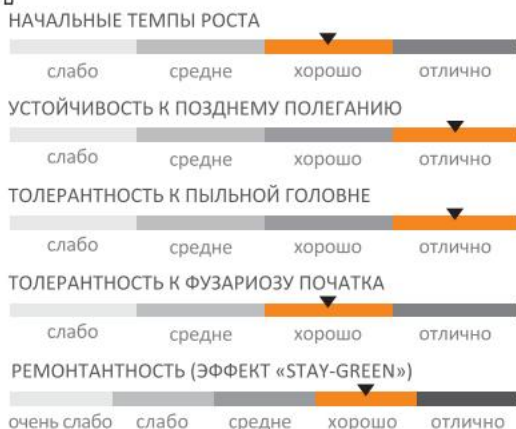 НАЧАЛЬНЫЕ ТЕМПЫ РОСТА
слабо средне хорошо отлично
УСТОЙЧИВОСТЬ К ПОЗДНЕМУ ПОЛЕГАНИЮ
слабо средне хорошо отлично
ТОЛЕРАНТНОСТЬ К ПЫЛЬНОЙ ГОЛОВНЕ
слабо средне хорошо отлично
ТОЛЕРАНТНОСТЬ К ФУЗАРИОЗУ ПОЧАТКА
слабо средне хорошо отлично
РЕМОНТАНТНОСТЬ (ЭФФЕКТ «STAY-GREEN»)
очень слабо слабо средне хорошо отлично